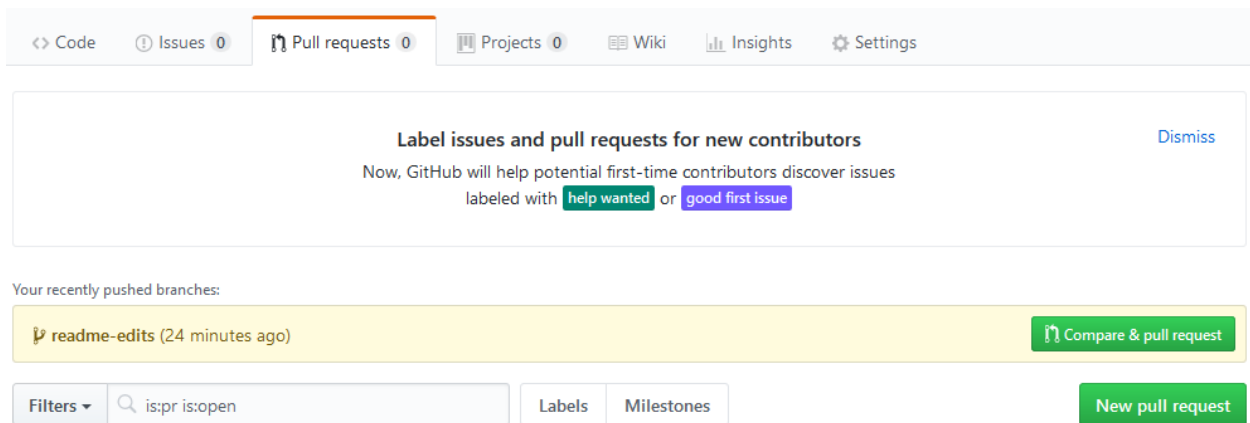 <> Code Issues 0 Pull requests 0 Projects 0 Wiki Insights Settings
Label issues and pull requests for new contributors Dismiss
Now, GitHub will help potential first-time contributors discover issues
labeled with help wanted or good first issue
Your recently pushed branches:
readme-edits (24 minutes ago) Compare & pull request
Filters is:pr is:open Labels Milestones New pull request